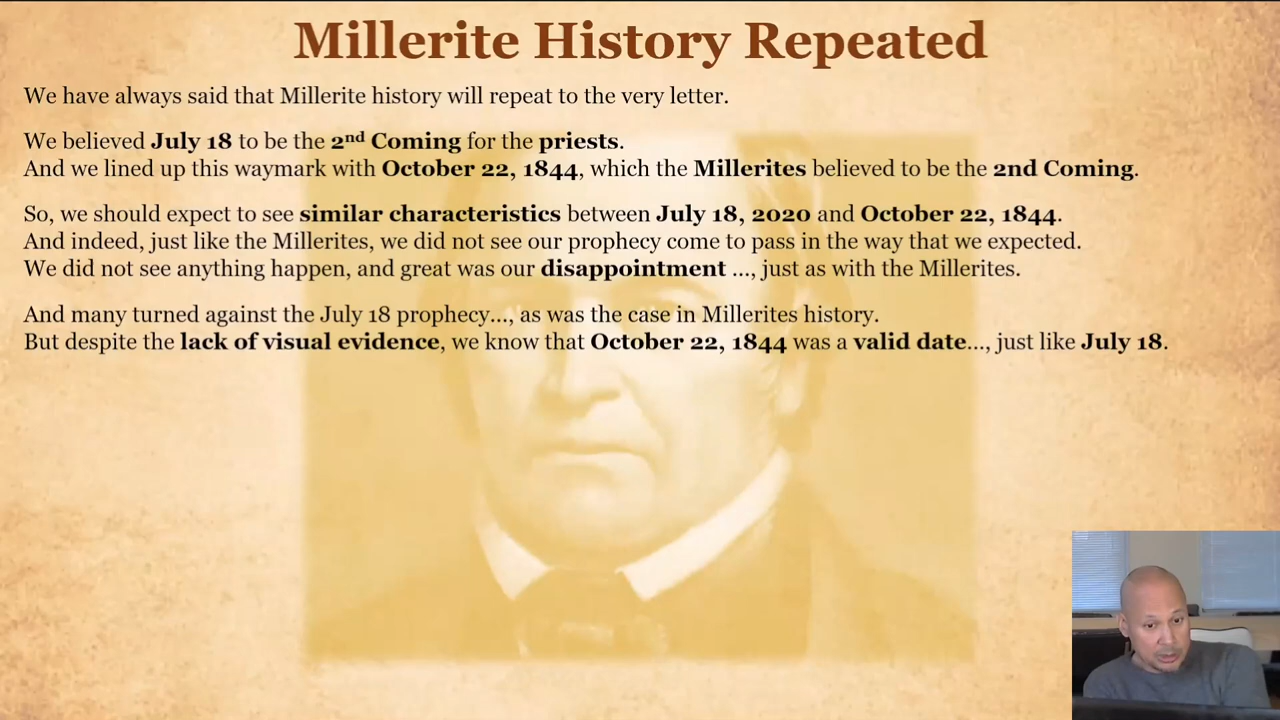 Millerite History Repeated
We have always said that Millerite history will repeat to the very letter.
We believed July 18 to be the 2nd Coming for the priests.
And we lined up this waymark with October 22, 1844, which the Millerites believed to be the 2nd Coming.
So, we should expect to see similar characteristics between July 18, 2020 and October 22, 1844.
And indeed, just like the Millerites, we did not see our prophecy come to pass in the way that we expected.
We did not see anything happen, and great was our disappointment ..., just as with the Millerites.
And many turned against the July 18 prophecy..., as was the case in Millerites history.
But despite the lack of visual evidence, we know that October 22, 1844 was a valid date..., just like July 18.